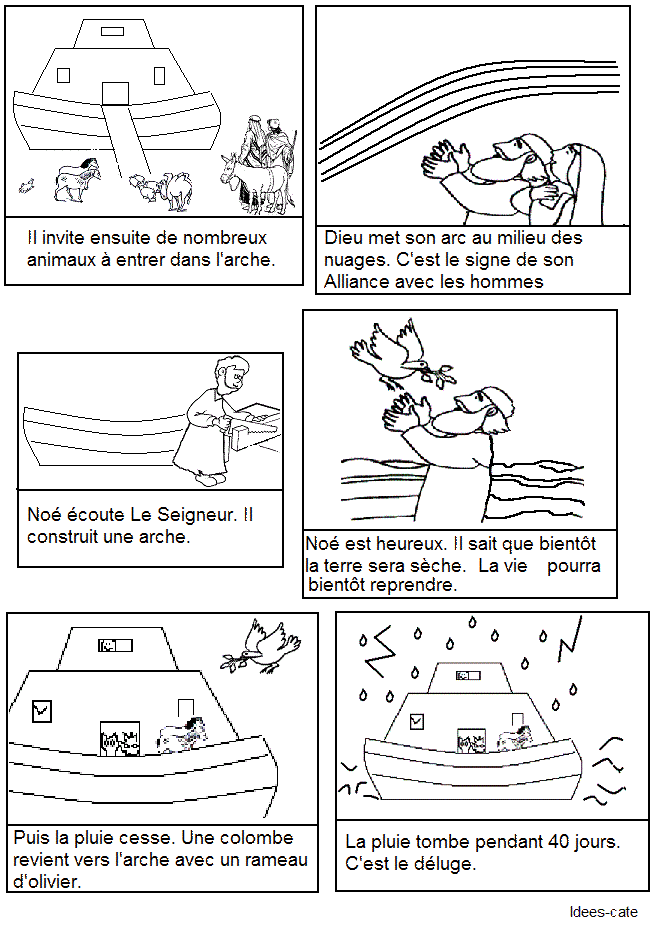 Il invite ensuite de nombreux
animaux à entrer dans l'arche.
Dieu met son arc au milieu des
nuages. C'est le signe de son
Alliance avec les hommes
Noé écoute Le Seigneur. Il
construit une arche.
Noé est heureux. Il sait que bientôt
la terre sera sèche. La vie pourra
bientôt reprendre.
Puis la pluie cesse. Une colombe
revient vers l'arche avec un rameau
d'olivier.
La pluie tombe pendant 40 jours.
C'est le déluge.
Idees-cate